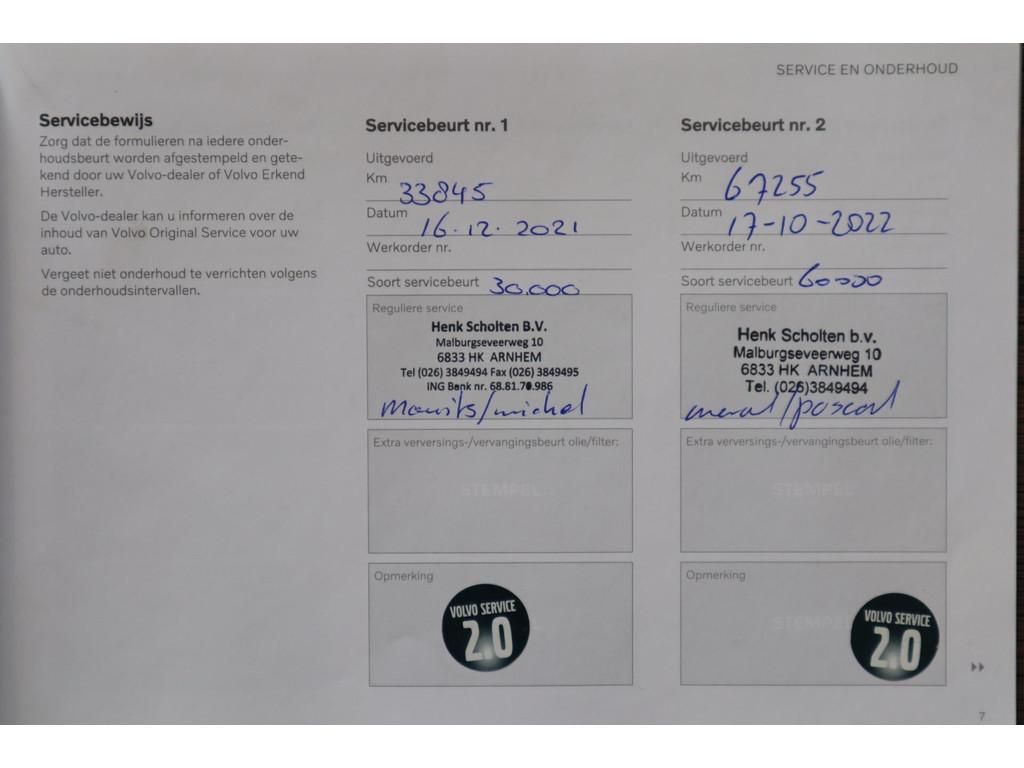 SERVICE EN ONDERHOUD
Servicebewijs
Zorg dat de formulieren na iedere onder-
houdsbeurt worden afgestempeld en gete-
kend door uw Volvo-dealer of Volvo Erkend
Hersteller.
De Volvo-dealer kan u informeren over de
inhoud van Volvo Original Service voor uw
auto.
Vergeet niet onderhoud te verrichten volgens
de onderhoudsintervallen.
Servicebeurt nr. 1
Uitgevoerd
Km 33845
Datum 16.12.2021
Werkorder nr.
Soort servicebeurt 30.000
Reguliere service
Henk Scholten B.V.
Malburgseveerweg 10
6833 HK ARNHEM
Tel (026) 3849494 Fax (026) 3849495
ING Bank nr. 68.81.70.986
Maurits/michel
Extra verversings-/vervangingsbeurt olie/filter:
STEMPEL
Opmerking
VOLVO SERVICE
2.0
Servicebeurt nr. 2
Uitgevoerd
Km 67255
Datum 17-10-2022
Werkorder nr.
Soort servicebeurt 60000
Reguliere service
Henk Scholten b.v.
Malburgseveerweg 10
6833 HK ARNHEM
Tel. (026)3849494
/pascal
Extra verversings-/vervangingsbeurt olie/filter:
STEMPEL
Opmerking
STEMPEL
VOLVO SERVICE
2.0
7